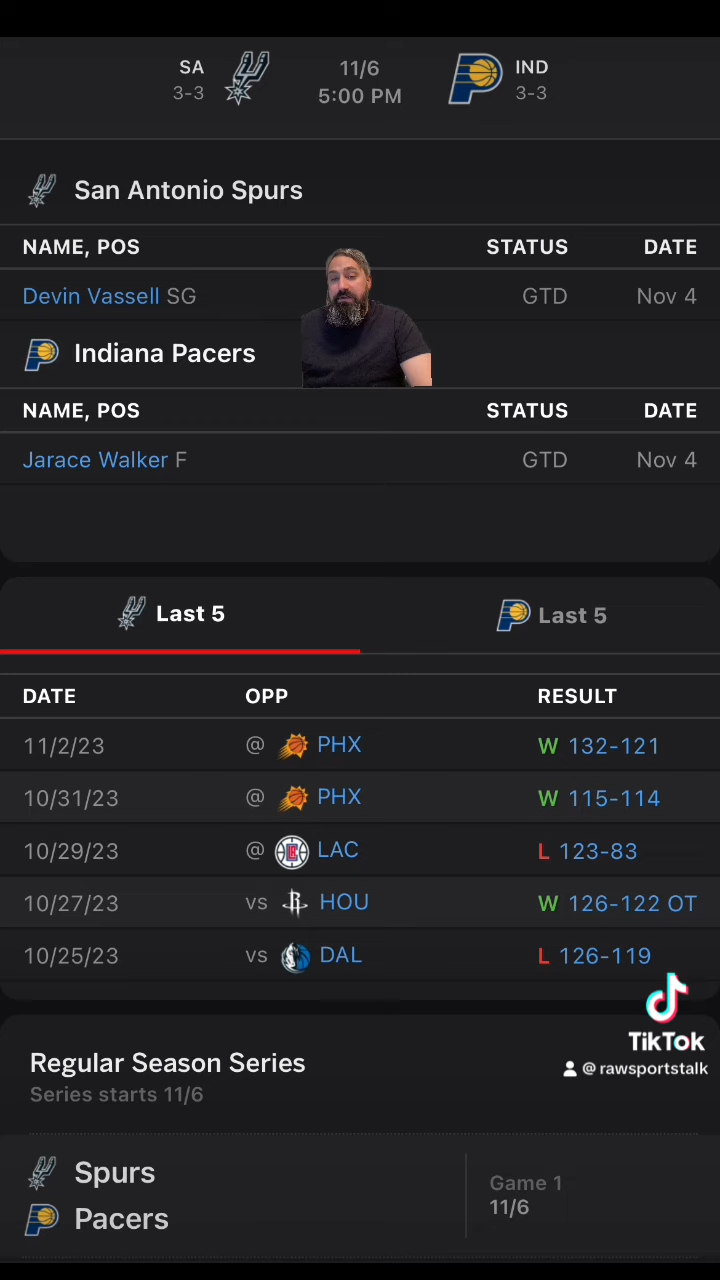 SA 11/6 IND
3-3 5:00 PM 3-3
San Antonio Spurs
NAME, POS STATUS DATE
Devin Vassell SG GTD Nov 4
Indiana Pacers
NAME, POS STATUS DATE
Jarace Walker F GTD Nov 4
Last 5 Last 5
DATE OPP RESULT
11/2/23 @ PHX W 132-121
10/31/23 @ PHX W 115-114
10/29/23 @ LAC L 123-83
10/27/23 vs HOU W 126-122 OT
10/25/23 vs DAL L 126-119
TikTok
@rawsportstalk
Regular Season Series
Series starts 11/6
Spurs
Pacers
Game 1
11/6